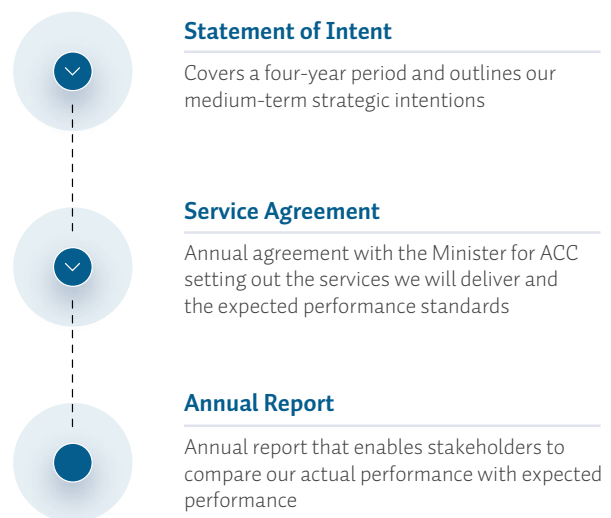 Statement of Intent
Covers a four-year period and outlines our
medium-term strategic intentions
Service Agreement
Annual agreement with the Minister for ACC
setting out the services we will deliver and
the expected performance standards
Annual Report
Annual report that enables stakeholders to
compare our actual performance with expected
performance